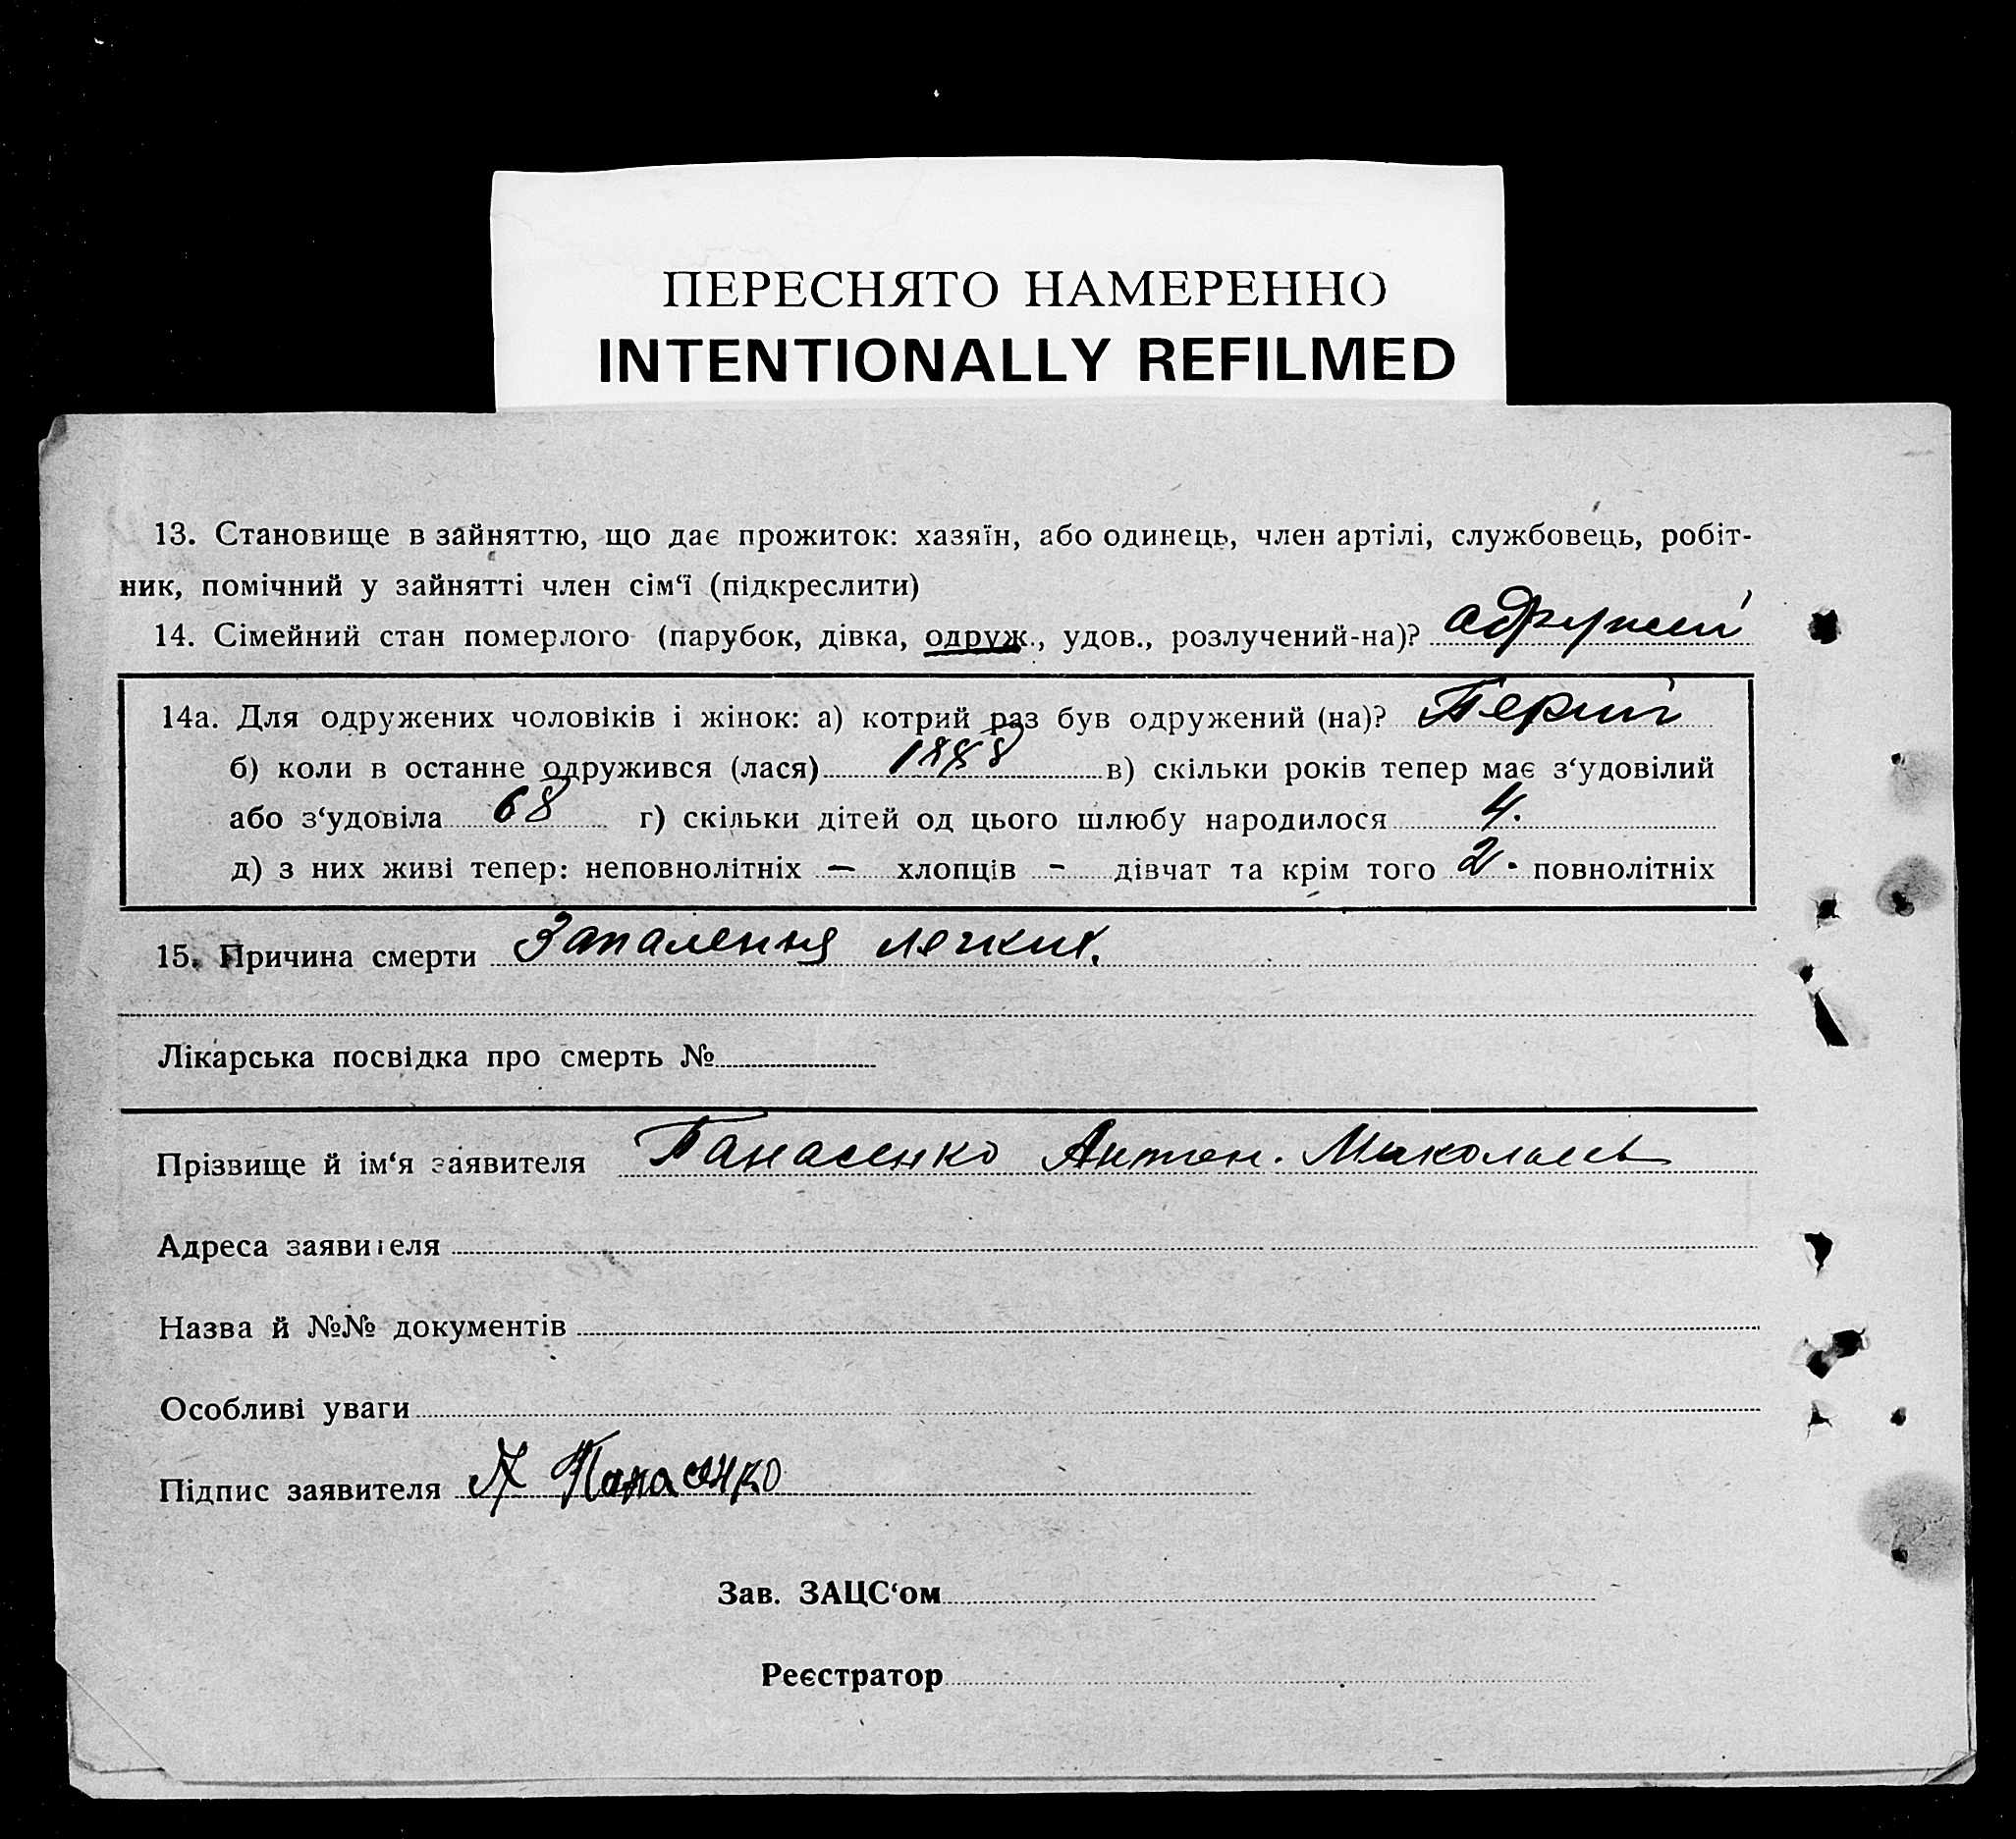 ПЕРЕСНЯТО НАМЕРЕННО
INTENTIONALLY REFILMED
13. Становище в зайняттю, що дає прожиток: хазяїн, або одинець, член артілі, службовець, робіт-
ник, помічний у зайнятті член сім‘ї (підкреслити)
14. Сімейний стан померлого (парубок, дівка, одруж., удов., розлучений-на)?
14а. Для одружених чоловіків і жінок: а) котрий раз був одружений (на)? Перший
б) коли в останнє одружився (лася) 1888 в) скільки років тепер має з‘удовілий
або з‘удовіла 68 г) скільки дітей од цього шлюбу народилося 4.
д) з них живі тепер: неповнолітніх — хлопців - дівчат та крім того 2 повнолітніх
15. Причина смерти Запалення легких.
Лікарська посвідка про смерть №
Прізвище й ім‘я заявителя Панасенко Антон. Миколаев
Адреса заявителя
Назва й №№ документів
Особливі уваги
Підпис заявителя А Панасенко
Зав. ЗАЦС‘ом
Реєстратор